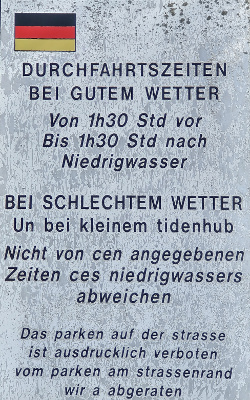 DURCHFAHRTSZEITEN
BEI GUTEM WETTER
Von 1h30 Std vor
Bis 1h30 Std nach
Niedrigwasser
BEI SCHLECHTEM WETTER
Un bei kleinem tidenhub
Nicht von cen angegebenen
Zeiten ces niedrigwassers
abweichen
Das parken auf der strasse
ist ausdrucklich verboten
vom parken am strassenrand
wir a abgeraten